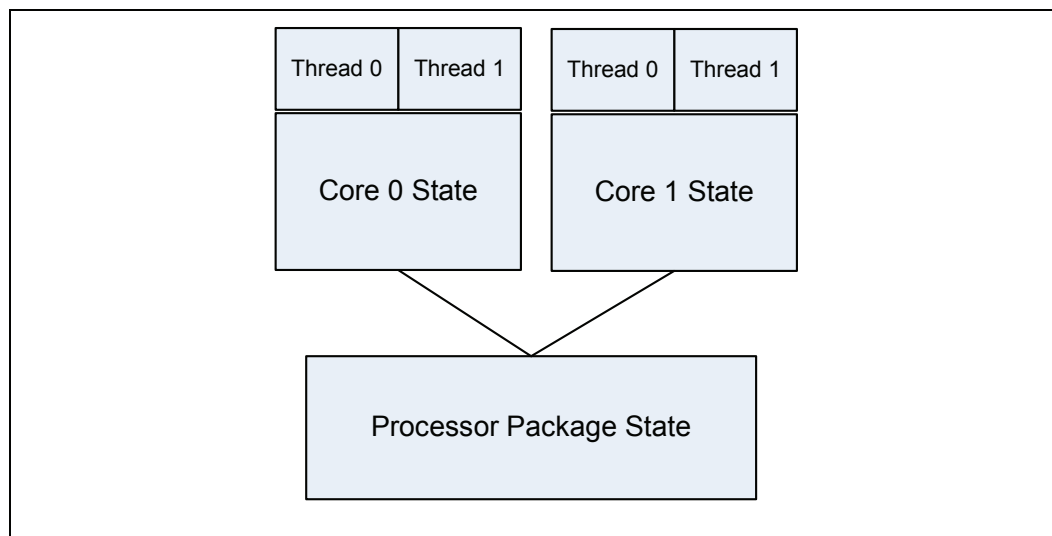 Thread 0
Thread 1
Thread 0
Thread 1
Core 0 State
Core 1 State
Processor Package State